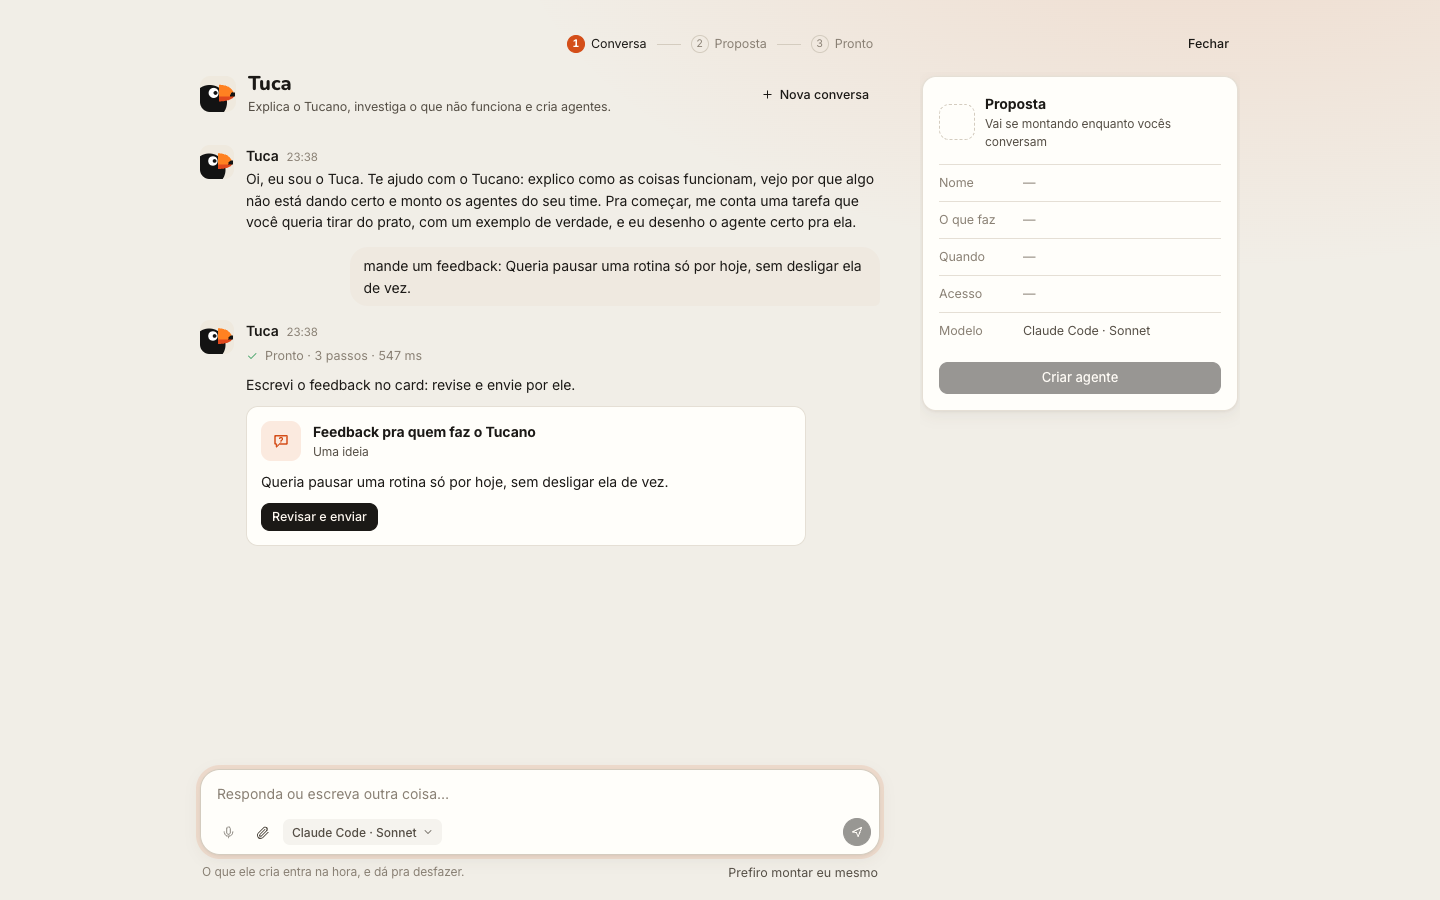 1 Conversa 2 Proposta 3 Pronto
Fechar
Tuca
Explica o Tucano, investiga o que não funciona e cria agentes.
+ Nova conversa
Tuca 23:38
Oi, eu sou o Tuca. Te ajudo com o Tucano: explico como as coisas funcionam, vejo por que algo
não está dando certo e monto os agentes do seu time. Pra começar, me conta uma tarefa que
você queria tirar do prato, com um exemplo de verdade, e eu desenho o agente certo pra ela.
mande um feedback: Queria pausar uma rotina só por hoje, sem desligar ela
de vez.
Tuca 23:38
Pronto · 3 passos · 547 ms
Escrevi o feedback no card: revise e envie por ele.
Feedback pra quem faz o Tucano
Uma ideia
Queria pausar uma rotina só por hoje, sem desligar ela de vez.
Revisar e enviar
Responda ou escreva outra coisa...
Claude Code · Sonnet
O que ele cria entra na hora, e dá pra desfazer.
Prefiro montar eu mesmo
Proposta
Vai se montando enquanto vocês
conversam
Nome —
O que faz —
Quando —
Acesso —
Modelo Claude Code · Sonnet
Criar agente